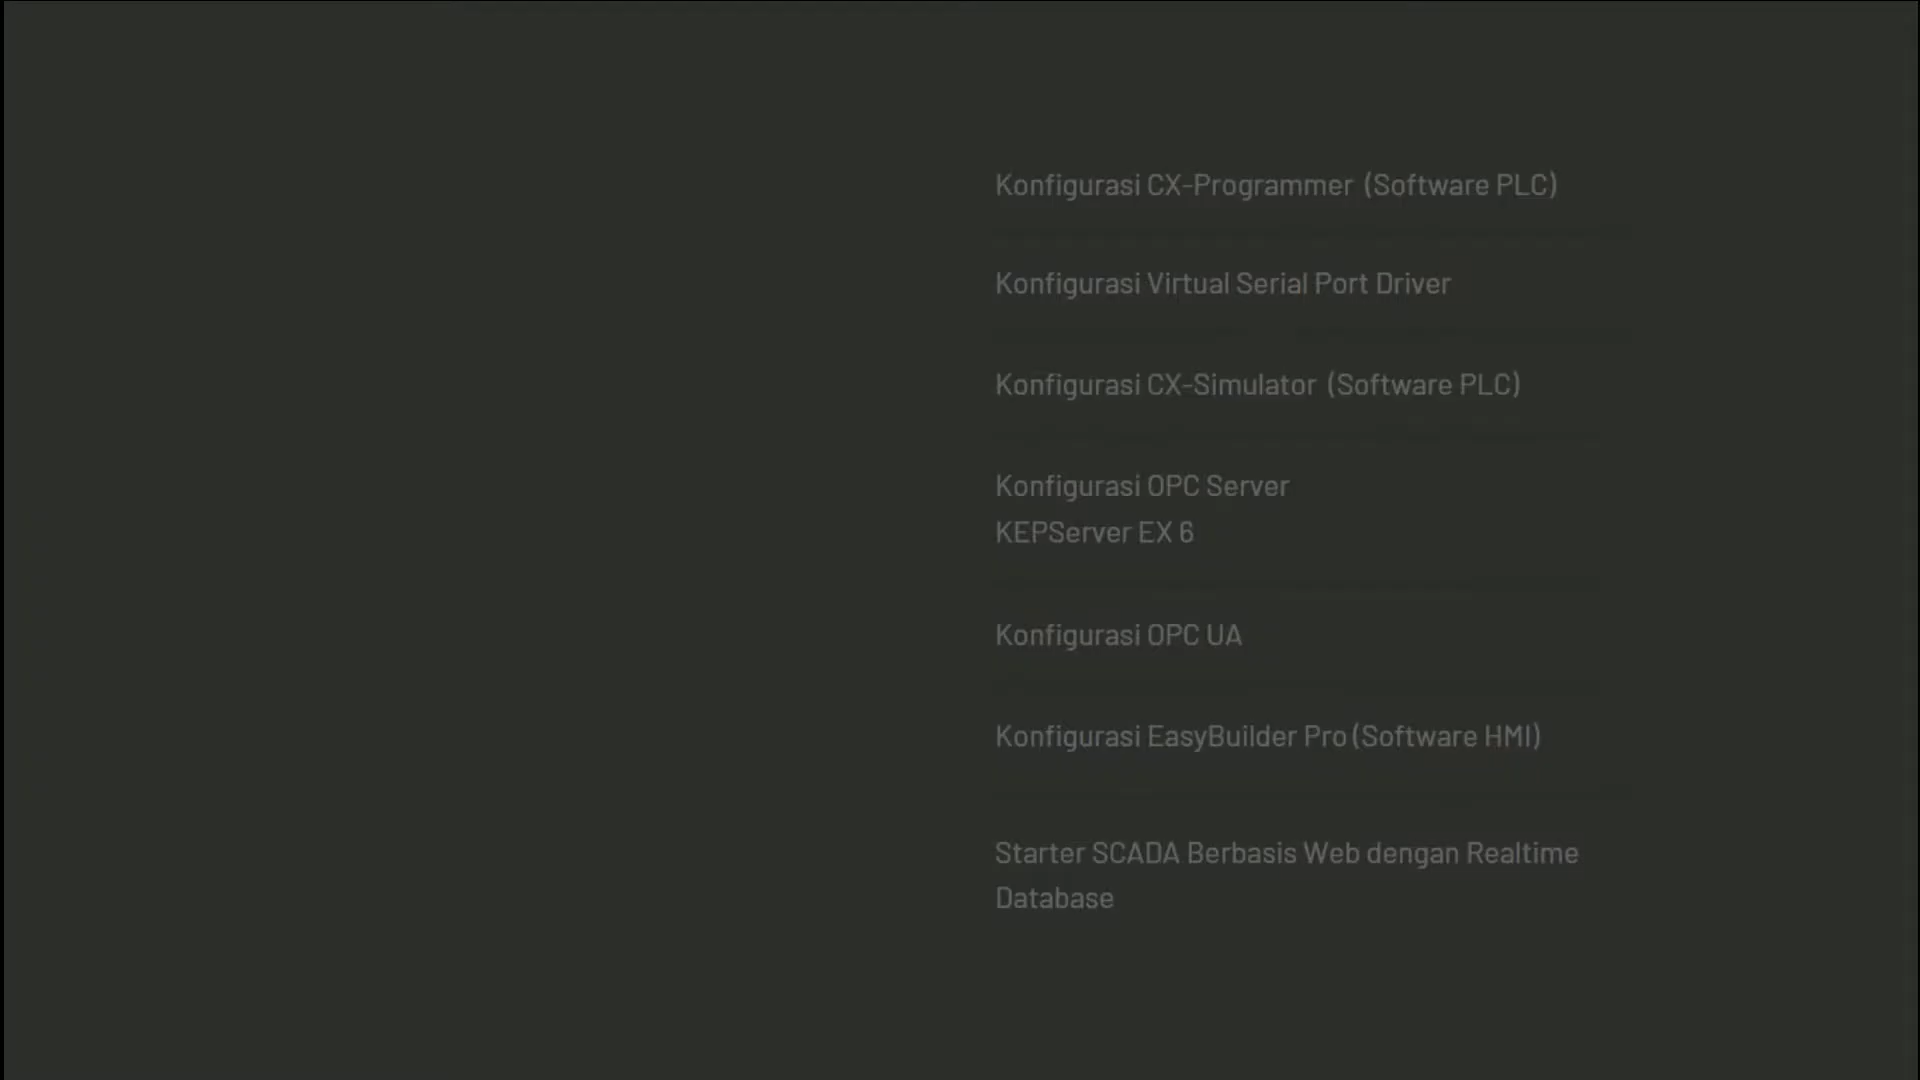 Konfigurasi CX-Programmer (Software PLC)
Konfigurasi Virtual Serial Port Driver
Konfigurasi CX-Simulator (Software PLC)
Konfigurasi OPC Server
KEPServer EX 6
Konfigurasi OPC UA
Konfigurasi EasyBuilder Pro (Software HMI)
Starter SCADA Berbasis Web dengan Realtime
Database